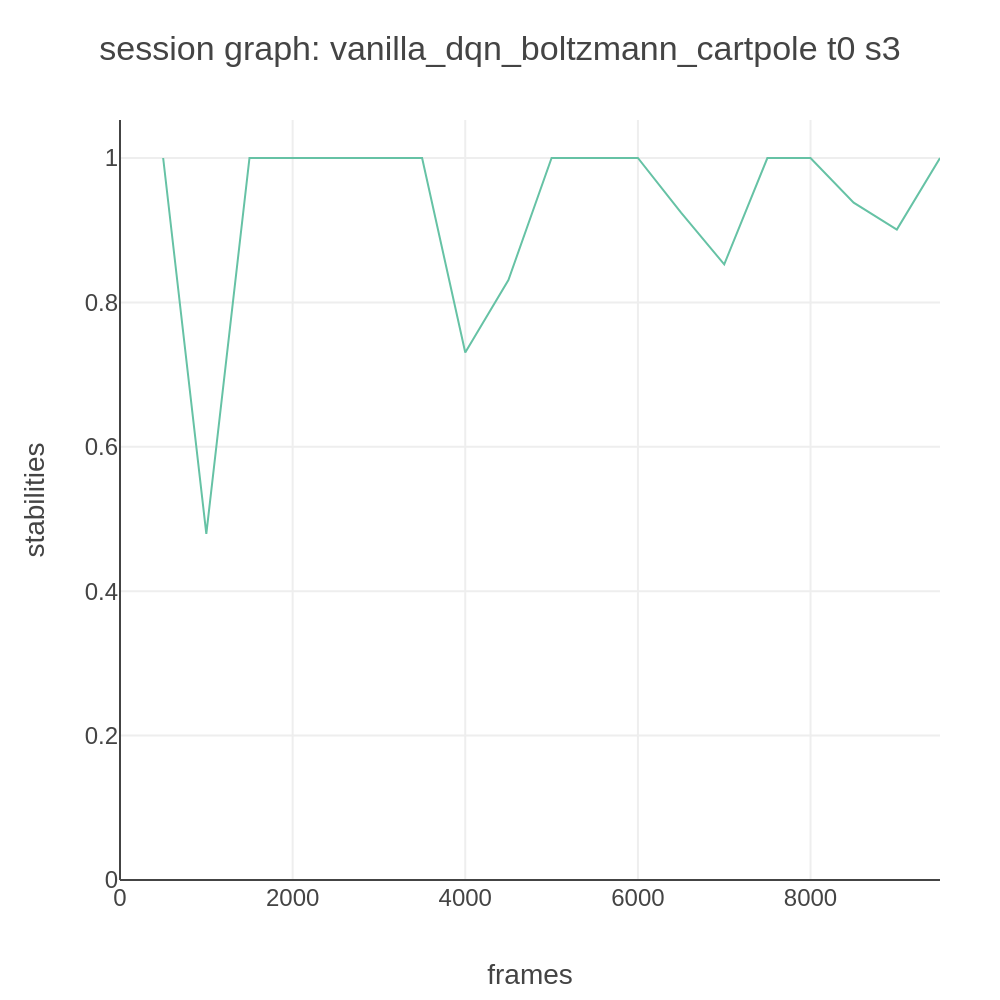 session graph: vanilla_dqn_boltzmann_cartpole t0 s3
1
0.8
0.6
0.4
0.2
0
stabilities
0 2000 4000 6000 8000
frames